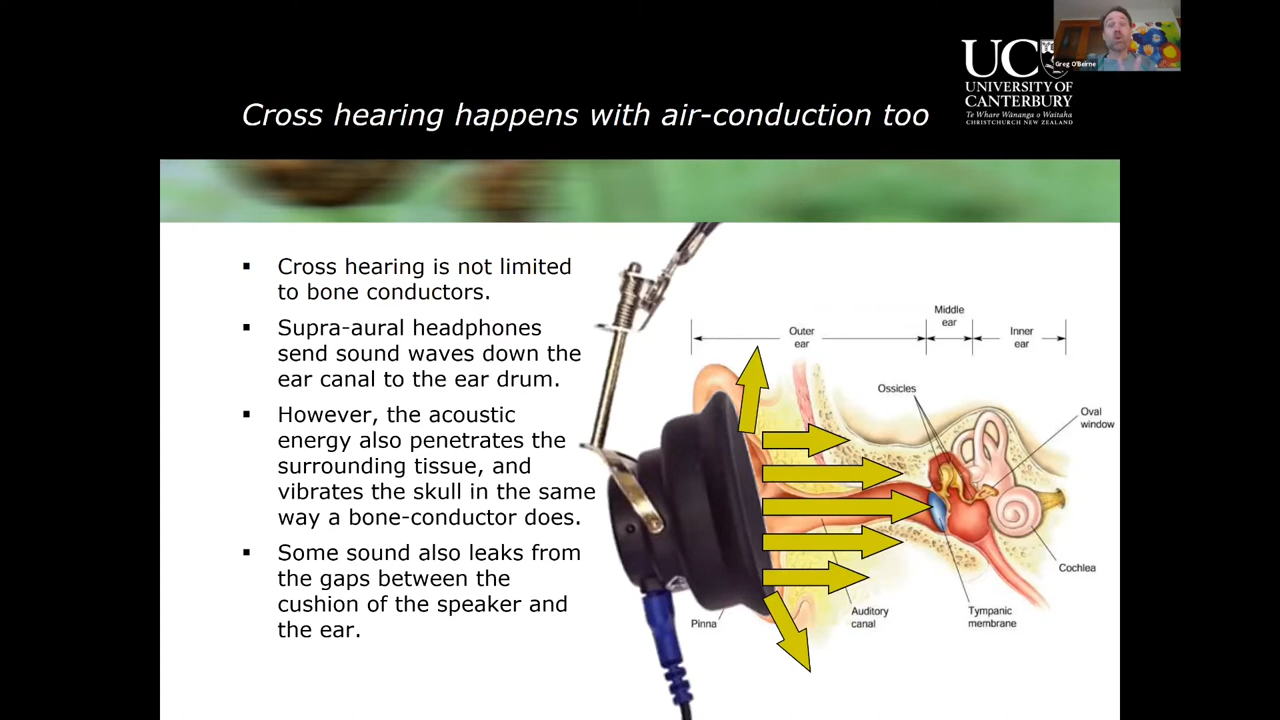 Cross hearing happens with air-conduction too
UC
UNIVERSITY OF
CANTERBURY
Te Whare Wānanga o Waitaha
CHRISTCHURCH NEW ZEALAND
Greg O'Beirne
▪ Cross hearing is not limited
to bone conductors.
▪ Supra-aural headphones
send sound waves down the
ear canal to the ear drum.
▪ However, the acoustic
energy also penetrates the
surrounding tissue, and
vibrates the skull in the same
way a bone-conductor does.
▪ Some sound also leaks from
the gaps between the
cushion of the speaker and
the ear.
Outer
ear
Middle
ear
Inner
ear
Ossicles
Oval
window
Cochlea
Tympanic
membrane
Auditory
canal
Pinna